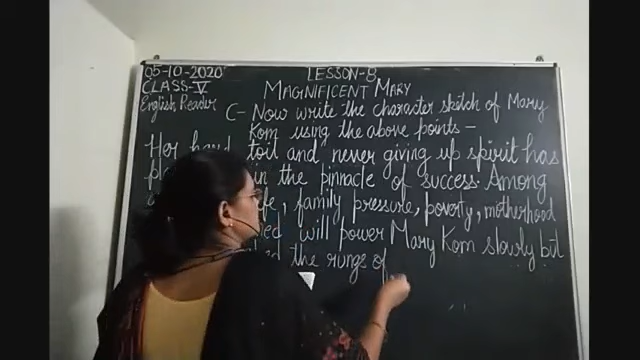 05-10-2020
CLASS-V
English Reader
LESSON-8
MAGNIFICENT MARY
C- Now write the character sketch of Mary
Kom using the above points -
Her hard toil and never giving up spirit has
in the pinnacle of success. Among
family pressure, poverty, motherhood
will power Mary Kom slowly but
the rungs of